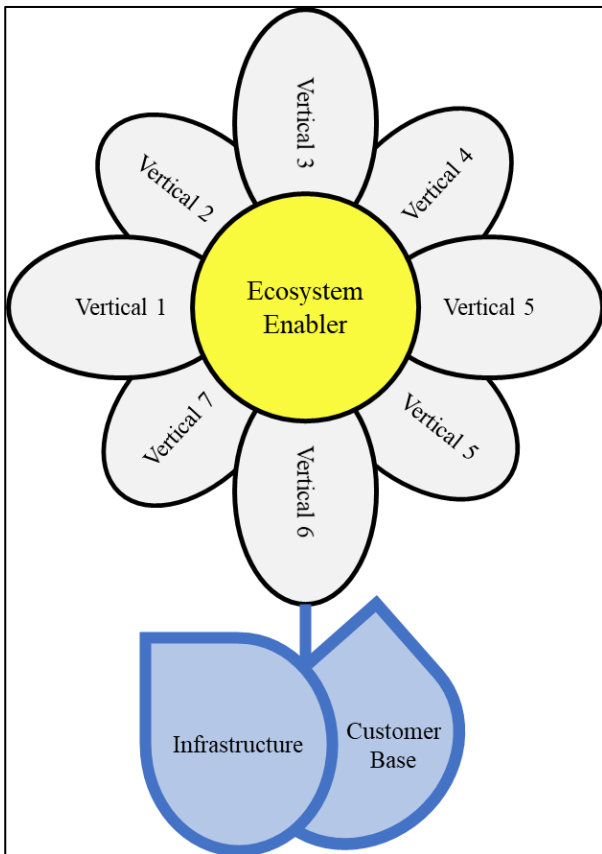 Vertical 3
Vertical 2
Vertical 4
Vertical 1
Ecosystem
Enabler
Vertical 5
Vertical 7
Vertical 5
Vertical 6
Infrastructure
Customer
Base